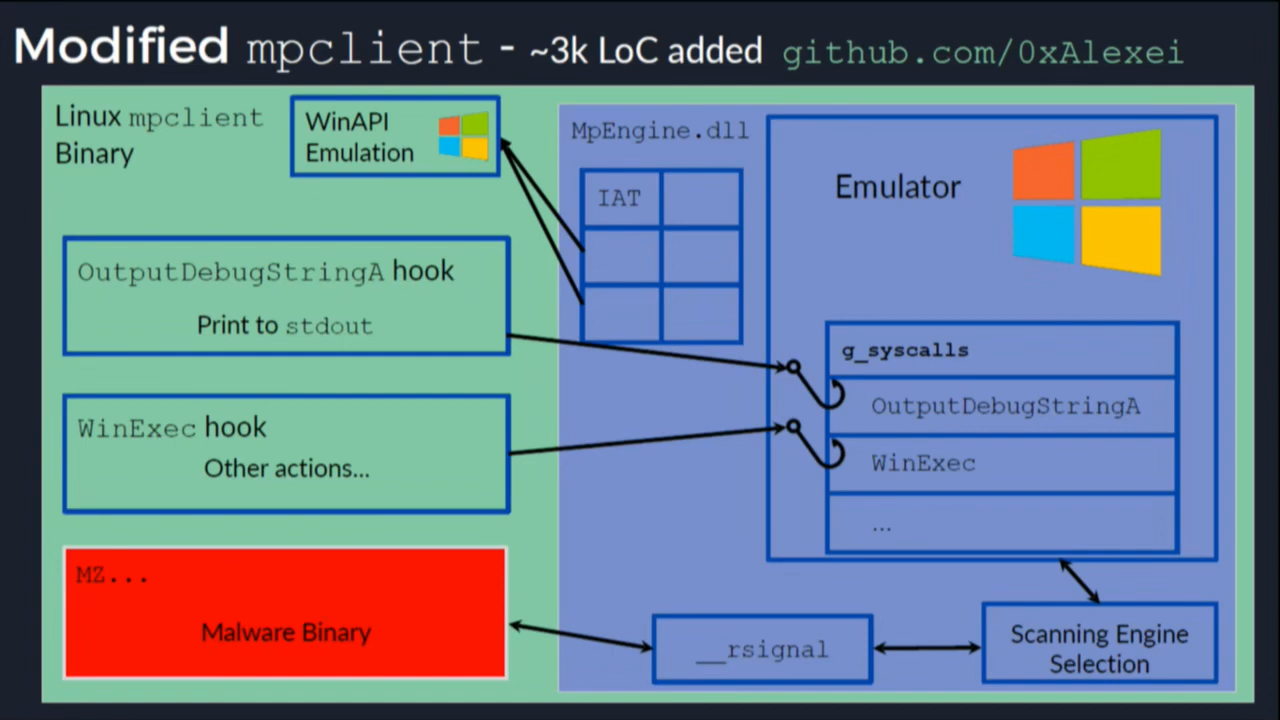 Modified mpclient - ~3k LoC added github.com/0xAlexei
Linux mpclient
Binary
WinAPI
Emulation
MpEngine.dll
IAT
Emulator
OutputDebugStringA hook
Print to stdout
g_syscalls
OutputDebugStringA
WinExec
...
WinExec hook
Other actions...
MZ...
Malware Binary
__rsignal
Scanning Engine
Selection